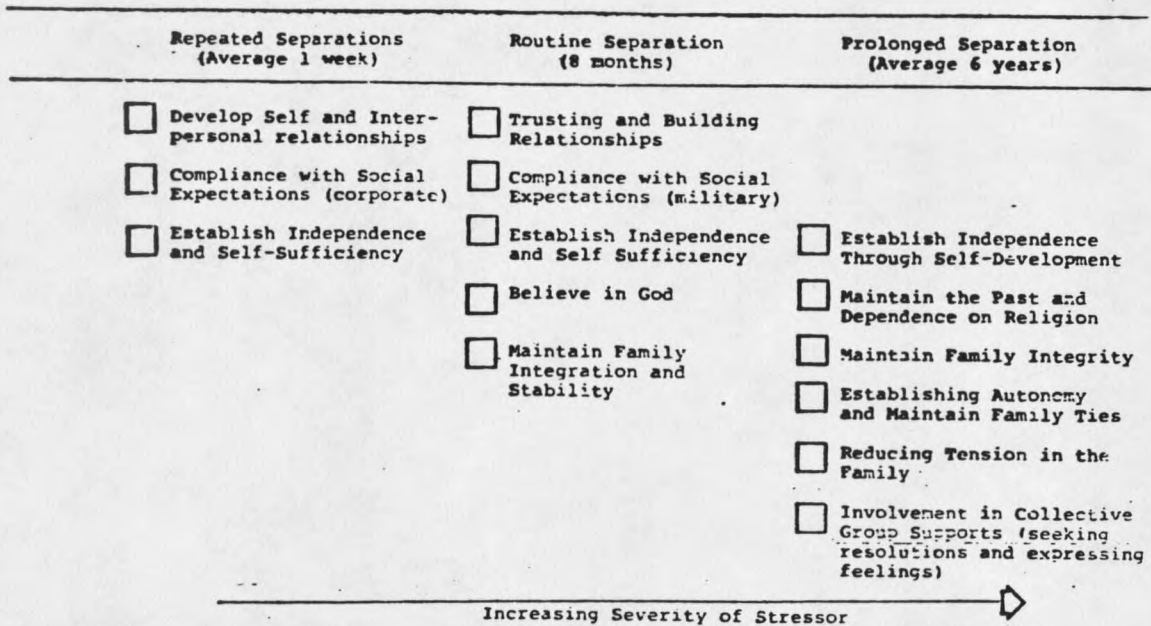 Repeated Separations
(Average 1 week)
Routine Separation
(8 months)
Prolonged Separation
(Average 6 years)
Develop Self and Inter-
personal relationships
Compliance with Social
Expectations (corporate)
Establish Independence
and Self-Sufficiency
Trusting and Building
Relationships
Compliance with Social
Expectations (military)
Establish Independence
and Self Sufficiency
Believe in God
Maintain Family
Integration and
Stability
Establish Independence
Through Self-Development
Maintain the Past and
Dependence on Religion
Maintain Family Integrity
Establishing Autonomy
and Maintain Family Ties
Reducing Tension in the
Family
Involvement in Collective
Group Supports (seeking
resolutions and expressing
feelings)
Increasing Severity of Stressor